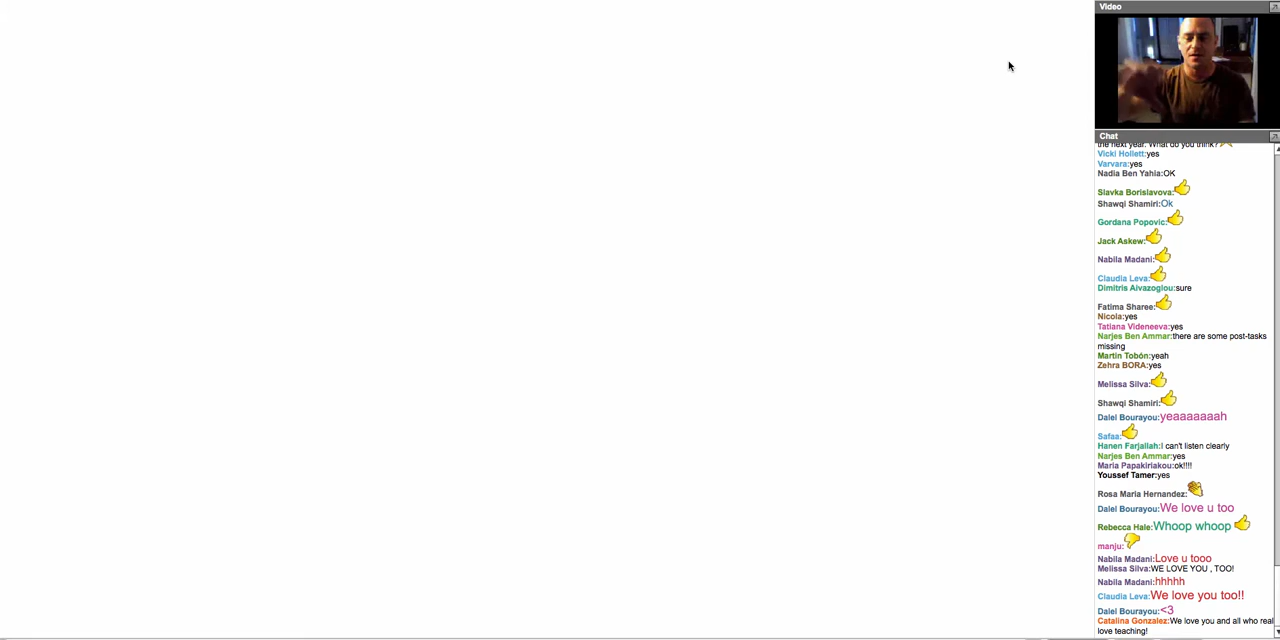 Video
Chat
the next year. What do you think?
Vicki Hollett:yes
Varvara:yes
Nadia Ben Yahia:OK
Slavka Borislavova:
Shawqi Shamiri:Ok
Gordana Popovic:
Jack Askew:
Nabila Madani:
Claudia Leva:
Dimitris Aivazoglou:sure
Fatima Sharee:
Nicola:yes
Tatiana Videneeva:yes
Narjes Ben Ammar:there are some post-tasks
missing
Martin Tobón:yeah
Zehra BORA:yes
Melissa Silva:
Shawqi Shamiri:
Dalel Bourayou:yeaaaaaaah
Safaa:
Hanen Farjallah:I can't listen clearly
Narjes Ben Ammar:yes
Maria Papakiriakou:ok!!!!
Youssef Tamer:yes
Rosa Maria Hernandez:
Dalel Bourayou:We love u too
Rebecca Hale:Whoop whoop
manju:
Nabila Madani:Love u tooo
Melissa Silva:WE LOVE YOU , TOO!
Nabila Madani:hhhhh
Claudia Leva:We love you too!!
Dalel Bourayou:<3
Catalina Gonzalez:We love you and all who real
love teaching!